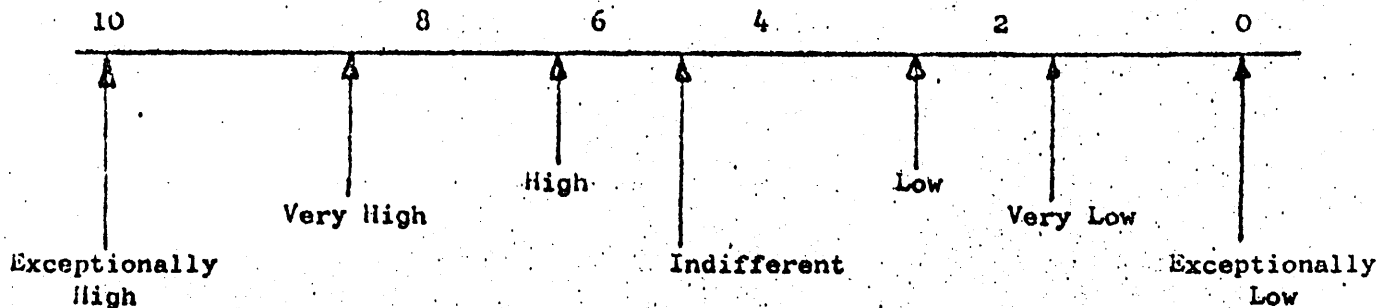 10 8 6 4 2 0
High Low
Very High Very Low
Exceptionally Indifferent Exceptionally
High Low